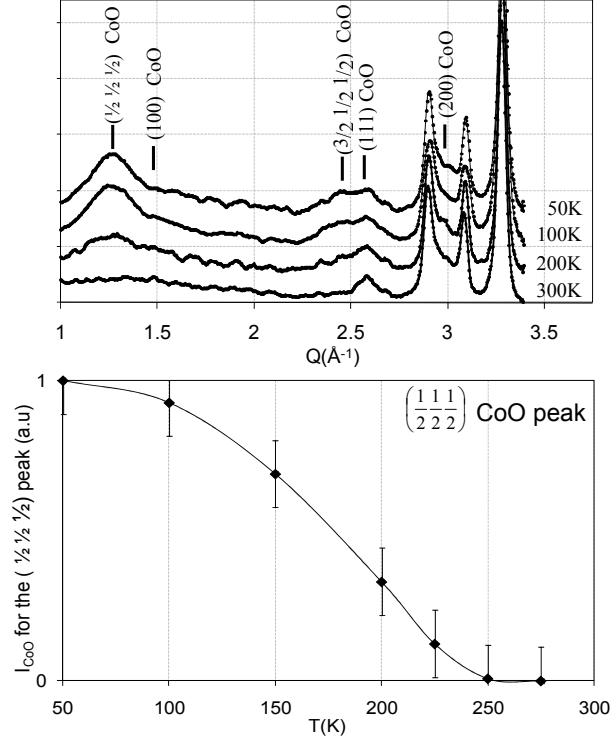 (½ ½ ½) CoO
(100) CoO
(3/2 1/2 1/2) CoO
(111) CoO
(200) CoO
50K
100K
200K
300K
1 1.5 2 2.5 3 3.5
Q(Å-1)
1
(1/2 1/2 1/2) CoO peak
ICoO for the ( ½ ½ ½) peak (a.u)
0
50 100 150 200 250 300
T(K)